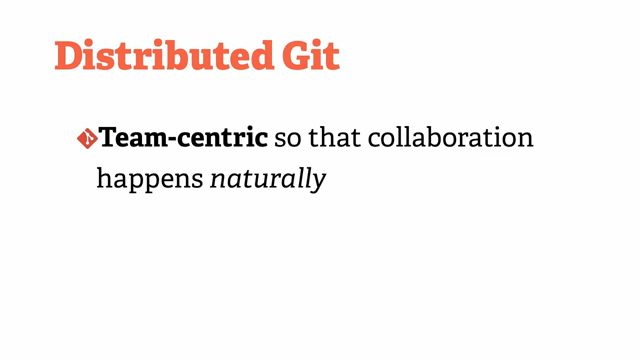 Distributed Git
Team-centric so that collaboration
happens naturally